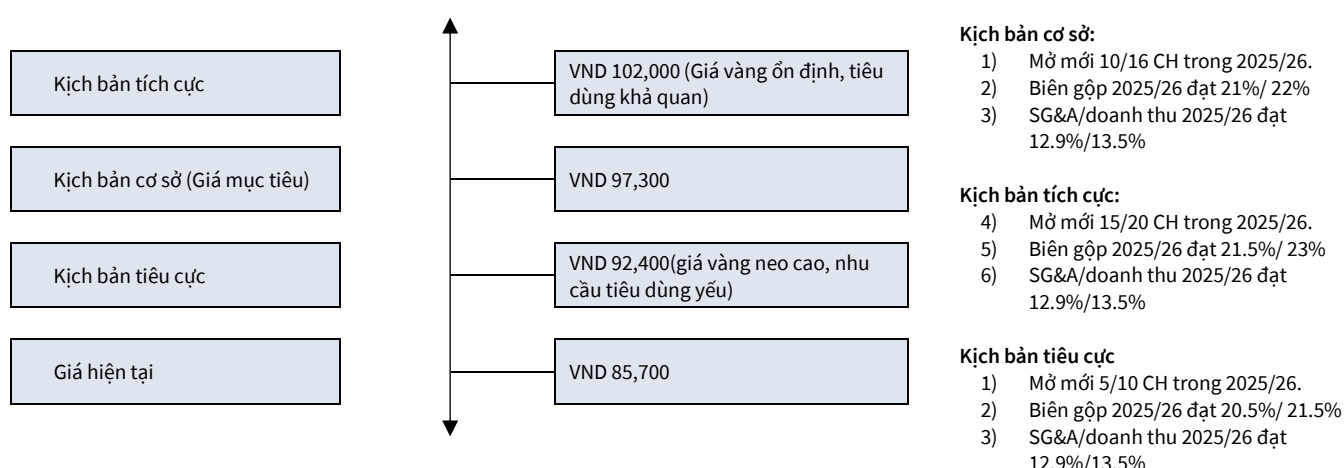 Kịch bản tích cực
VND 102,000 (Giá vàng ổn định, tiêu
dùng khả quan)
Kịch bản cơ sở (Giá mục tiêu)
VND 97,300
Kịch bản tiêu cực
VND 92,400(giá vàng neo cao, nhu
cầu tiêu dùng yếu)
Giá hiện tại
VND 85,700
Kịch bản cơ sở:
1) Mở mới 10/16 CH trong 2025/26.
2) Biên gộp 2025/26 đạt 21%/ 22%
3) SG&A/doanh thu 2025/26 đạt
12.9%/13.5%
Kịch bản tích cực:
4) Mở mới 15/20 CH trong 2025/26.
5) Biên gộp 2025/26 đạt 21.5%/ 23%
6) SG&A/doanh thu 2025/26 đạt
12.9%/13.5%
Kịch bản tiêu cực
1) Mở mới 5/10 CH trong 2025/26.
2) Biên gộp 2025/26 đạt 20.5%/ 21.5%
3) SG&A/doanh thu 2025/26 đạt
12.9%/13.5%